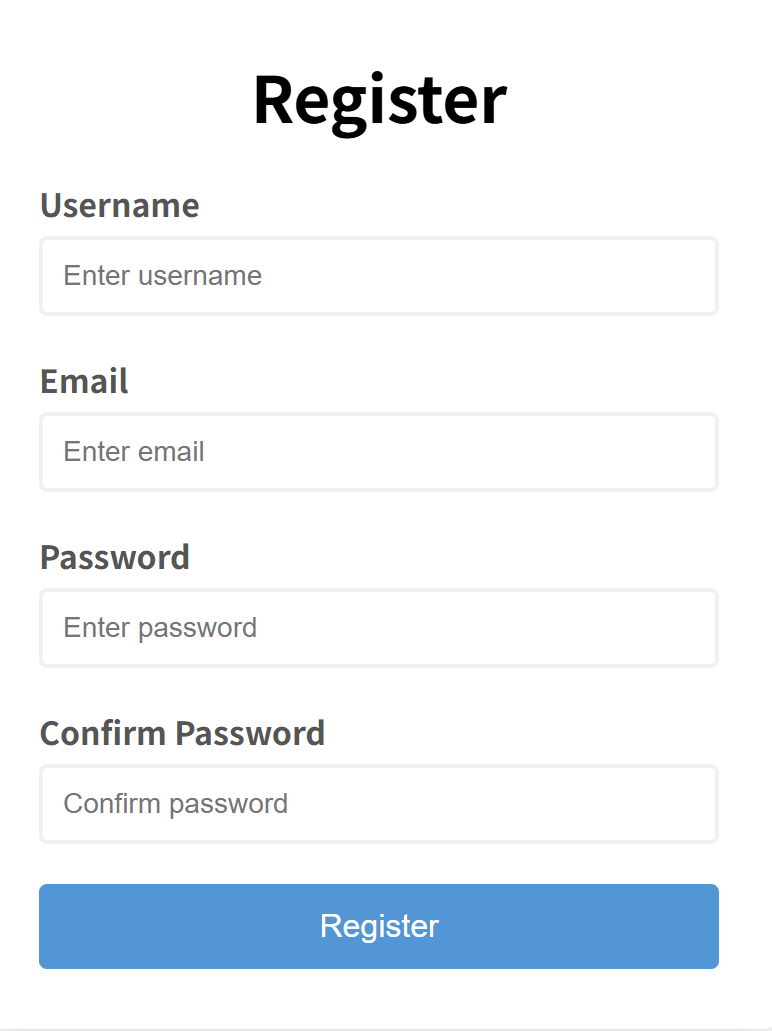 Register
Username
Enter username
Email
Enter email
Password
Enter password
Confirm Password
Confirm password
Register